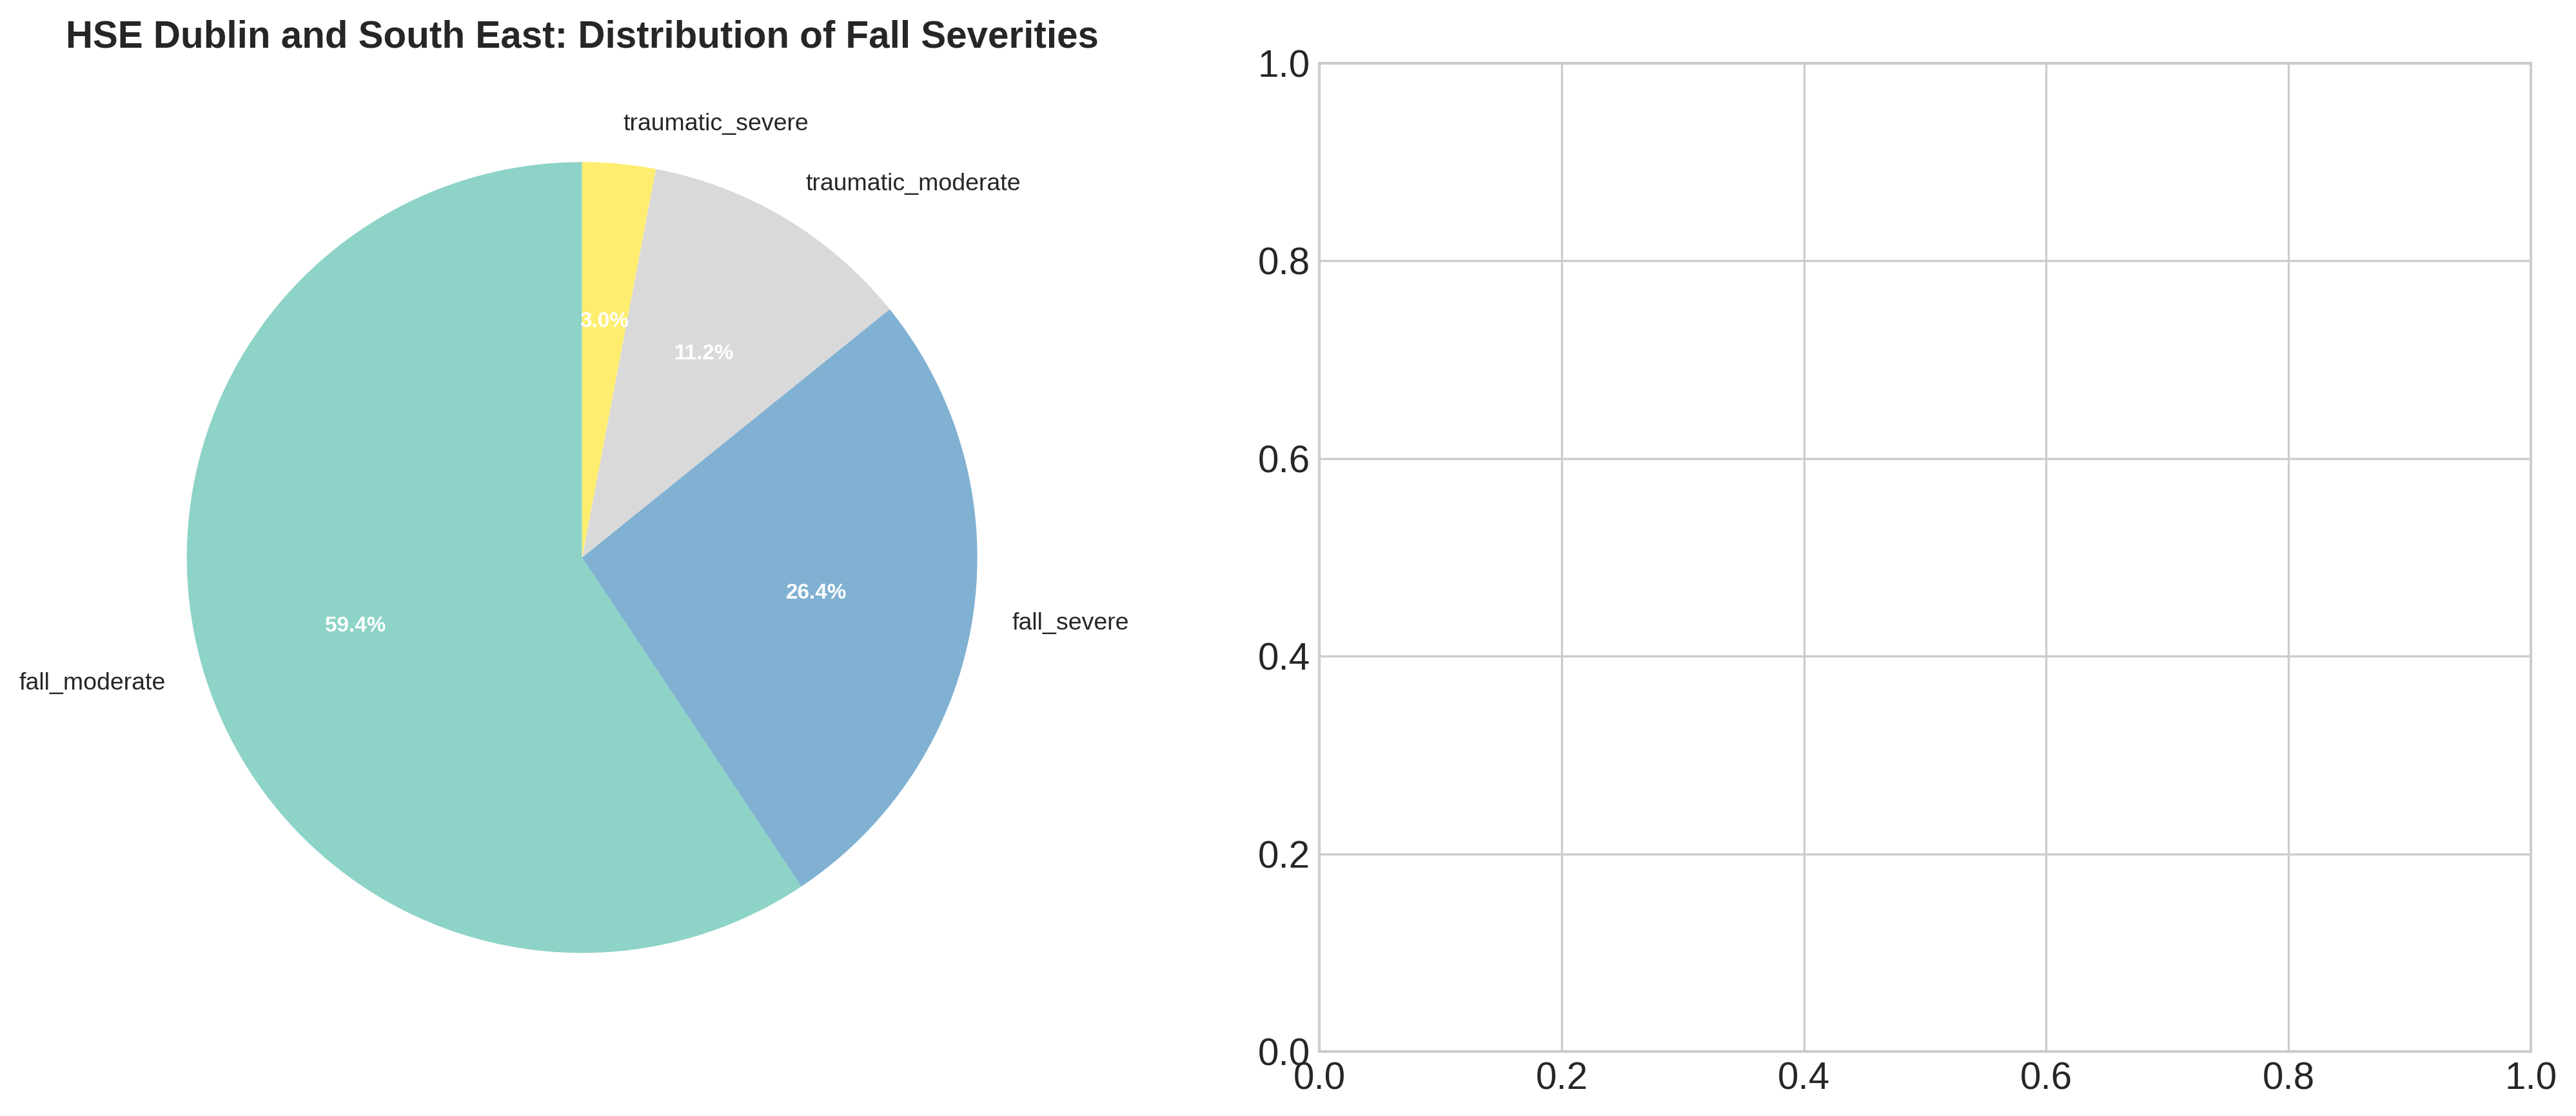 HSE Dublin and South East: Distribution of Fall Severities
traumatic_severe
traumatic_moderate
3.0%
11.2%
26.4%
59.4%
fall_severe
fall_moderate
1.0
0.8
0.6
0.4
0.2
0.0
0.0 0.2 0.4 0.6 0.8 1.0